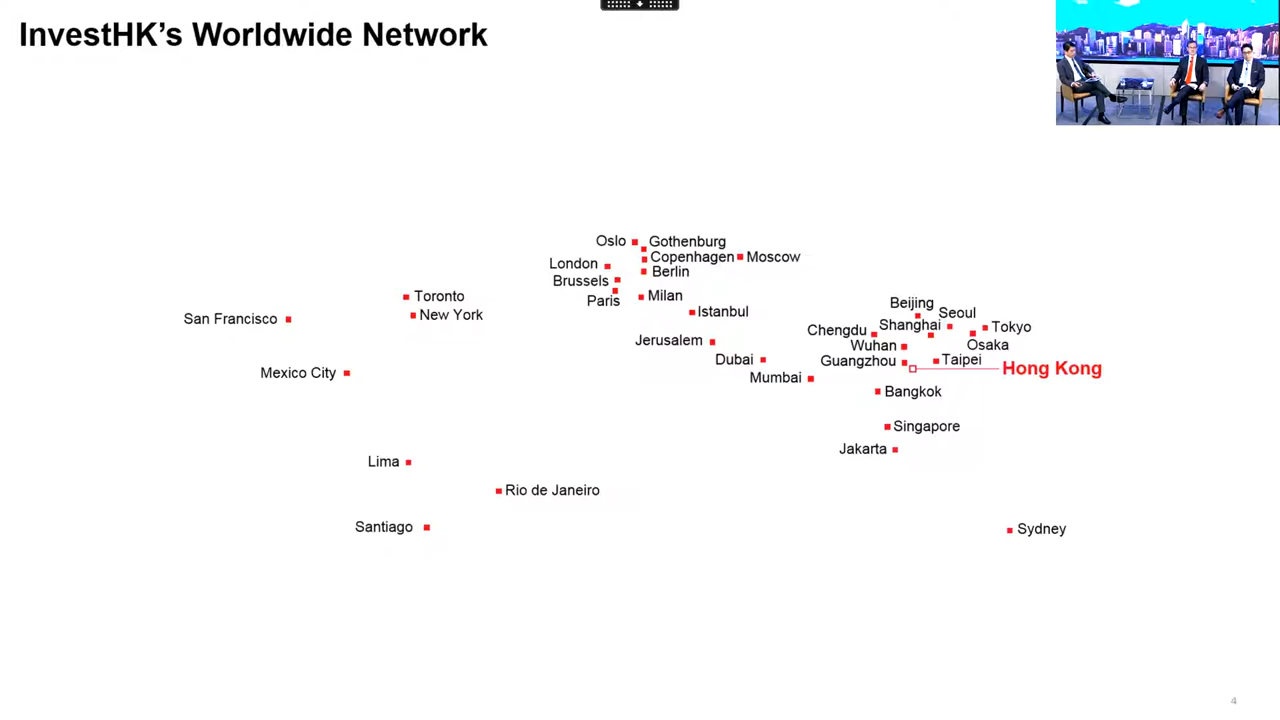 InvestHK's Worldwide Network
Oslo
Gothenburg
Copenhagen
Moscow
London
Berlin
Brussels
Paris
Milan
Istanbul
Toronto
New York
San Francisco
Mexico City
Jerusalem
Dubai
Mumbai
Beijing
Seoul
Chengdu
Shanghai
Tokyo
Wuhan
Osaka
Guangzhou
Taipei
Hong Kong
Bangkok
Singapore
Jakarta
Lima
Rio de Janeiro
Santiago
Sydney
4